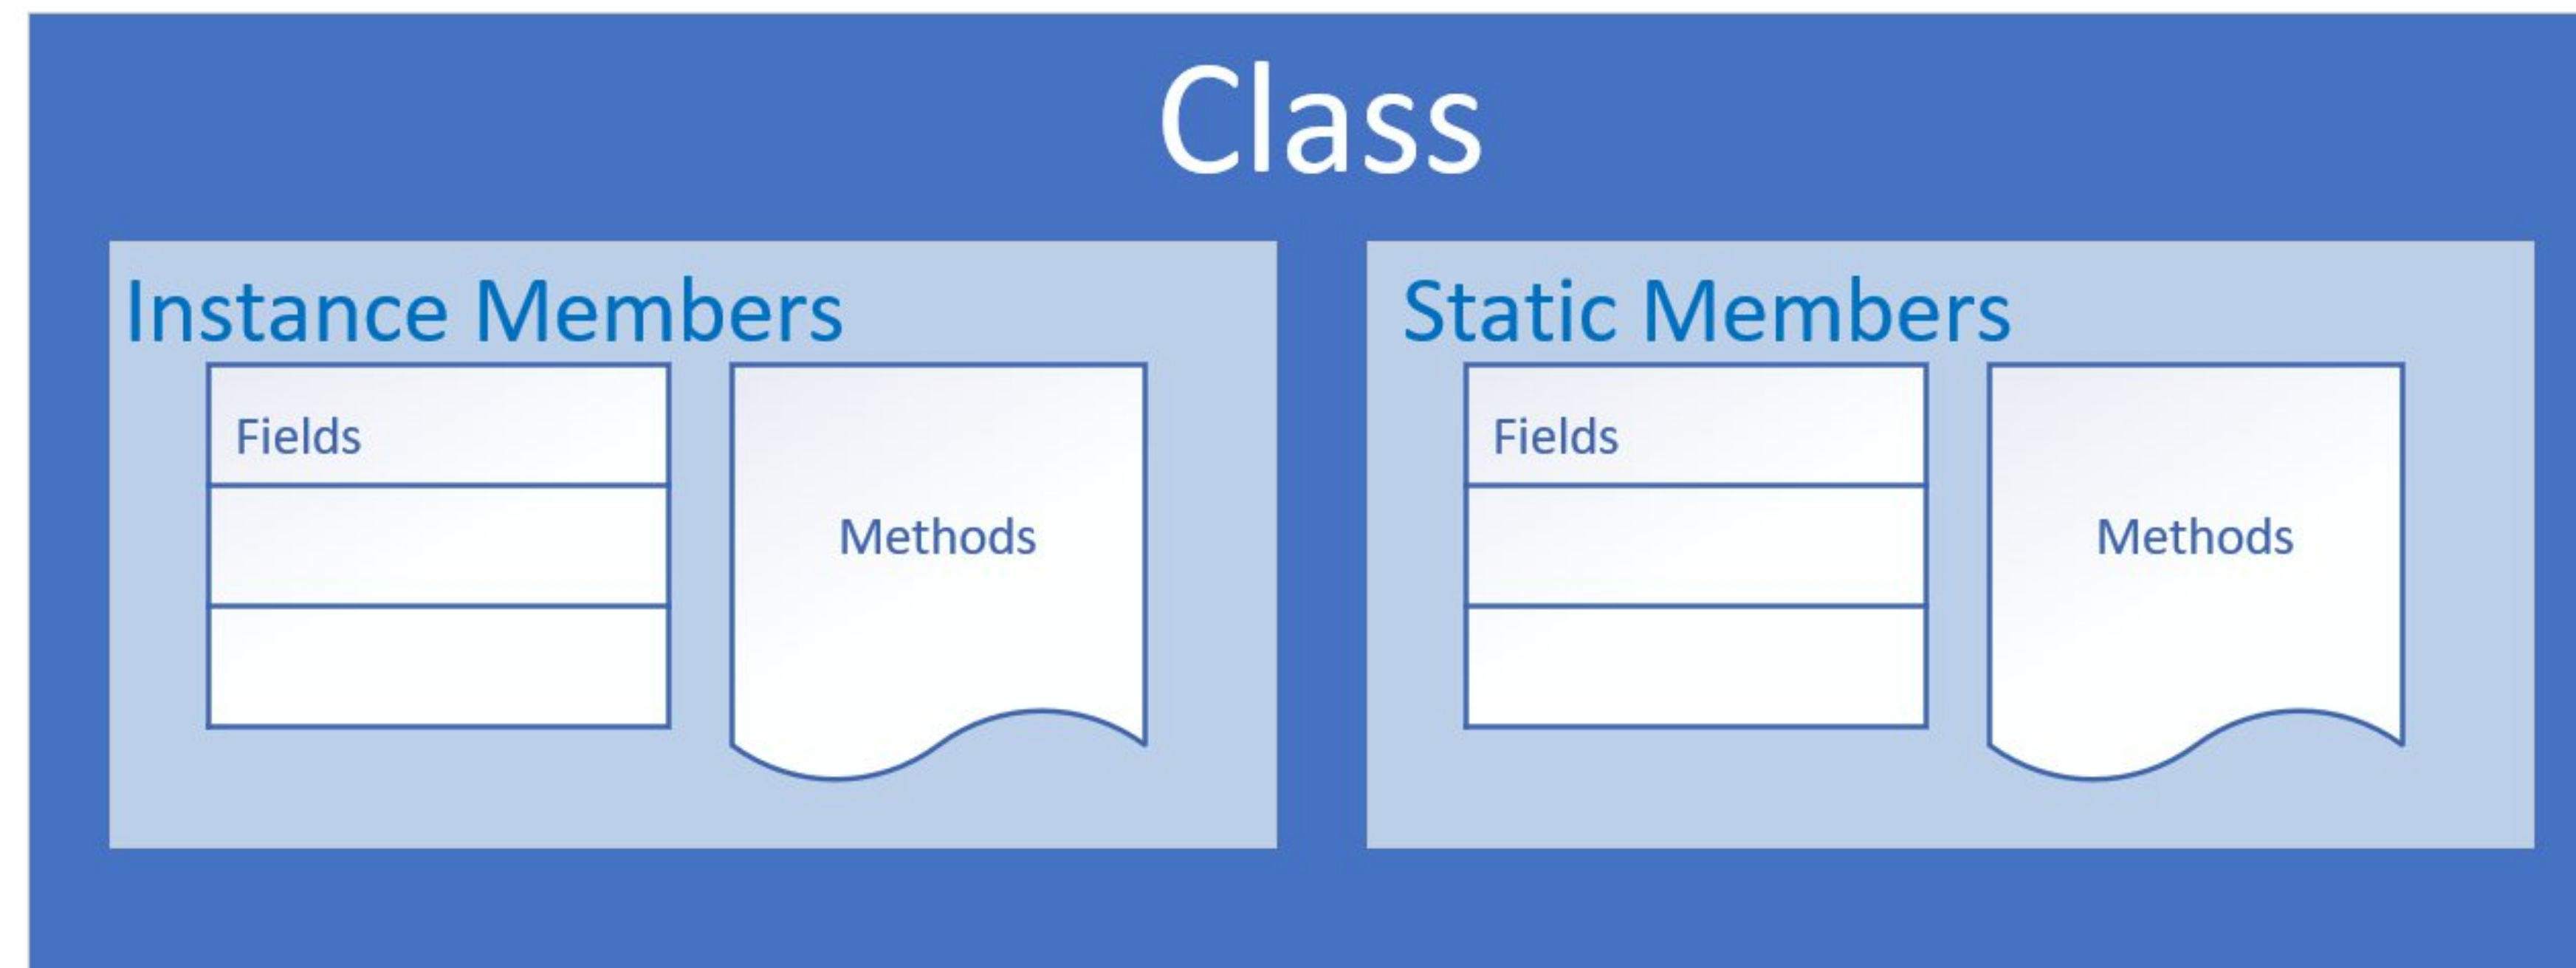 Class
Instance Members
Fields
Methods
Static Members
Fields
Methods